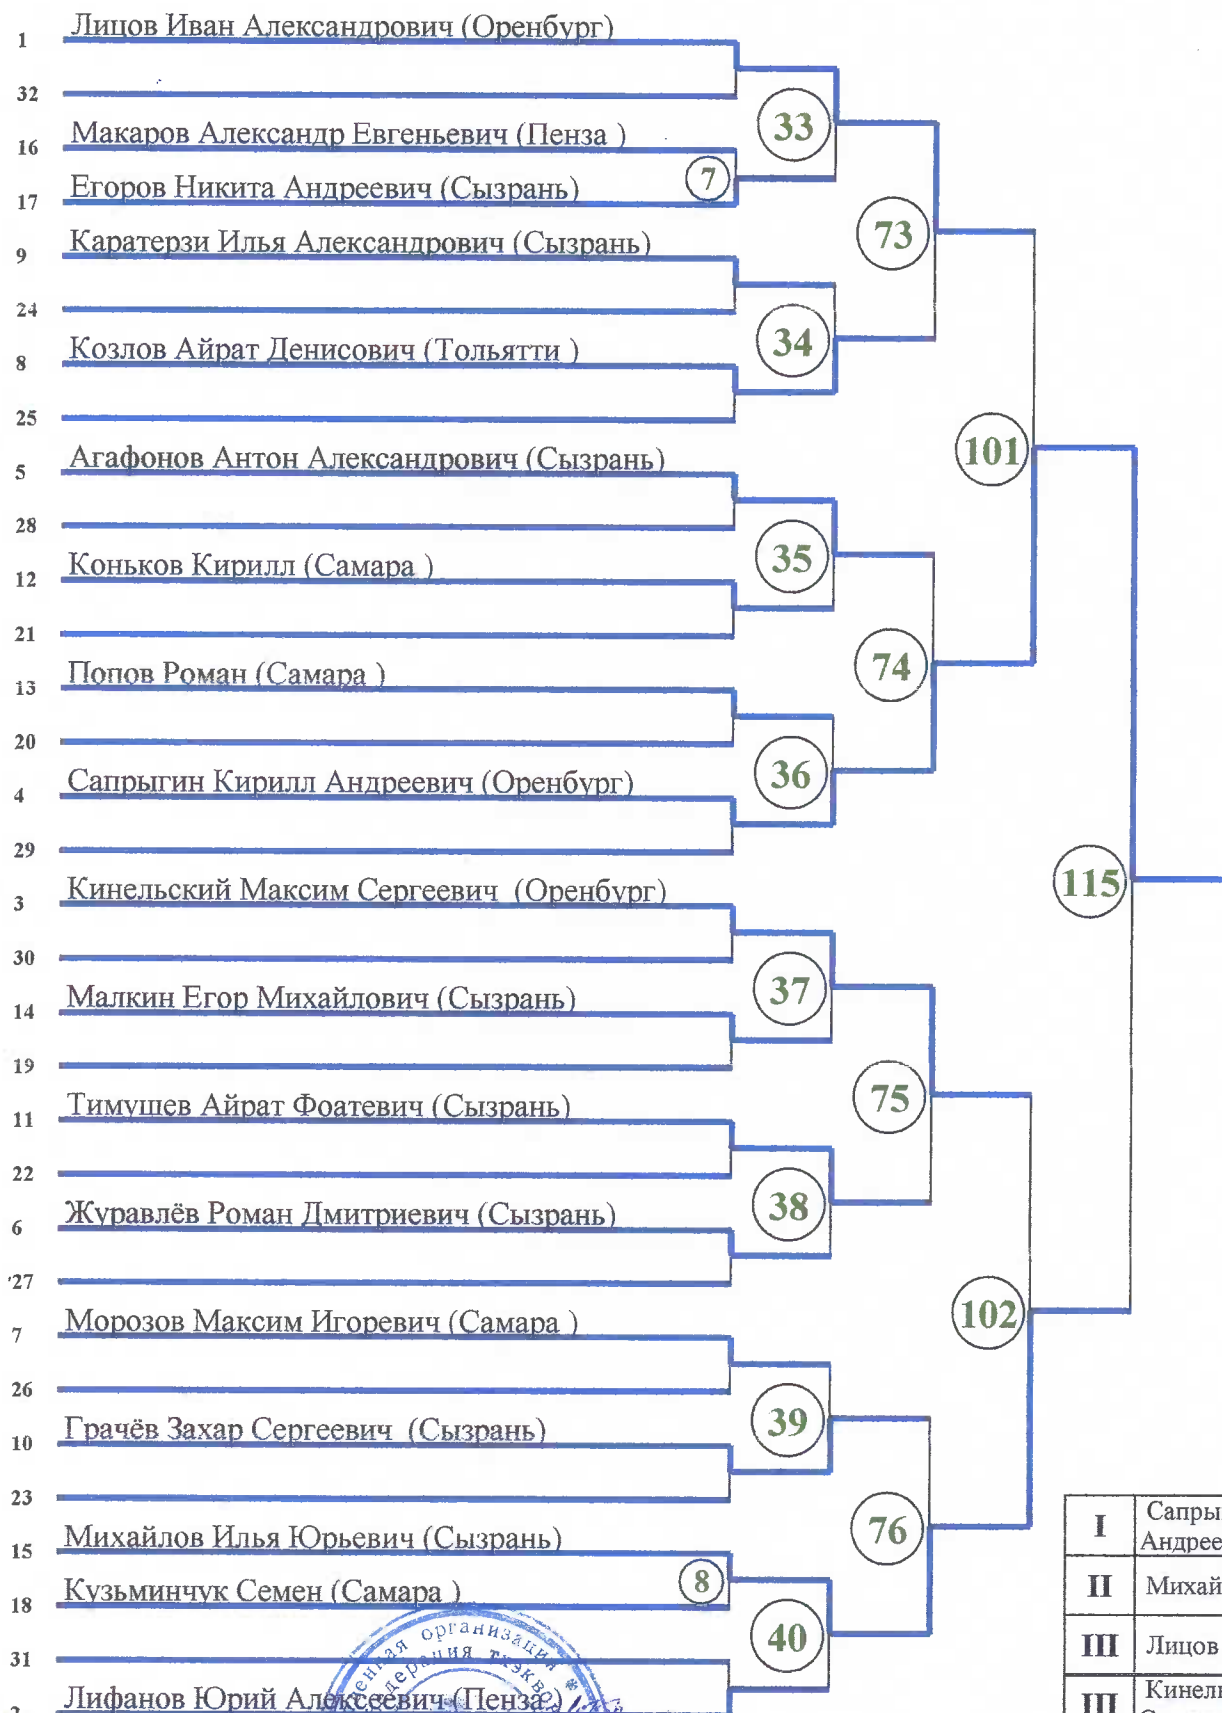 1 Лицов Иван Александрович (Оренбург)
32
33
16 Макаров Александр Евгеньевич (Пенза )
7
17 Егоров Никита Андреевич (Сызрань)
73
9 Каратерзи Илья Александрович (Сызрань)
24
34
8 Козлов Айрат Денисович (Тольятти )
25
101
5 Агафонов Антон Александрович (Сызрань)
28
35
12 Коньков Кирилл (Самара )
21
74
13 Попов Роман (Самара )
20
36
4 Сапрыгин Кирилл Андреевич (Оренбург)
29
115
3 Кинельский Максим Сергеевич (Оренбург)
30
37
14 Малкин Егор Михайлович (Сызрань)
19
75
11 Тимушев Айрат Фоатевич (Сызрань)
22
38
6 Журавлёв Роман Дмитриевич (Сызрань)
27
102
7 Морозов Максим Игоревич (Самара )
26
39
10 Грачёв Захар Сергеевич (Сызрань)
23
76
15 Михайлов Илья Юрьевич (Сызрань)
8
18 Кузьминчук Семен (Самара )
40
31
2 Лифанов Юрий Алексеевич (Пенза )
организация
I Сапры
Андрее
II Михай
III Лицов
III Кинель